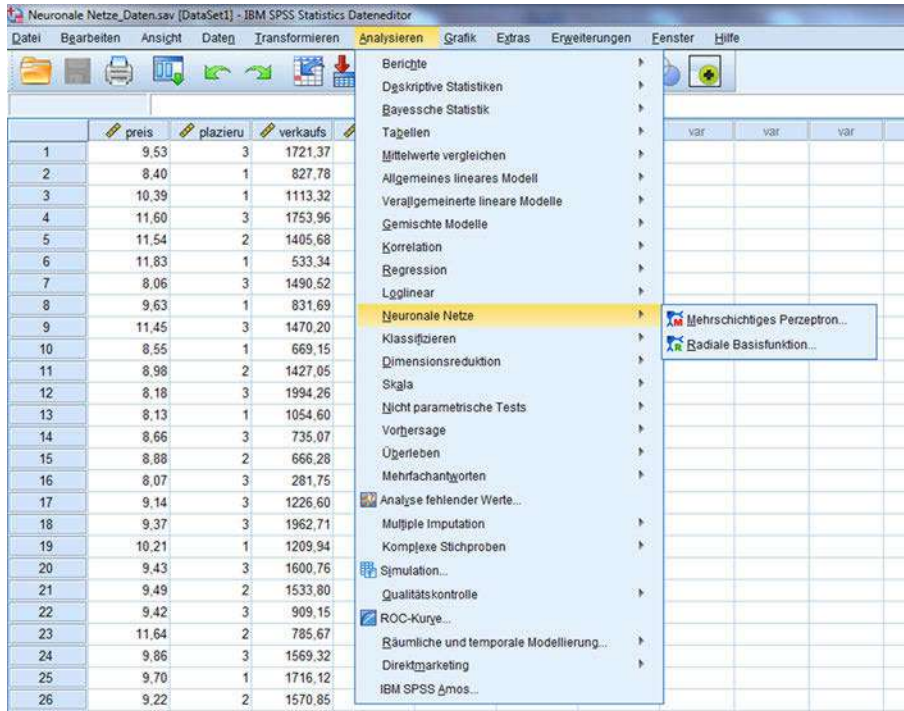 Neuronale Netze_Daten.sav [DataSet1] - IBM SPSS Statistics Dateneditor
Datei Bearbeiten Ansicht Daten Transformieren Analysieren Grafik Extras Erweiterungen Fenster Hilfe
preis plazieru verkaufs var var var
1 9,53 3 1721,37
2 8,40 1 827,78
3 10,39 1 1113,32
4 11,60 3 1753,96
5 11,54 2 1405,68
6 11,83 1 533,34
7 8,06 3 1490,52
8 9,63 1 831,69
9 11,45 3 1470,20
10 8,55 1 669,15
11 8,98 2 1427,05
12 8,18 3 1994,26
13 8,13 1 1054,60
14 8,66 3 735,07
15 8,88 2 666,28
16 8,07 3 281,75
17 9,14 3 1226,60
18 9,37 3 1962,71
19 10,21 1 1209,94
20 9,43 3 1600,76
21 9,49 2 1533,80
22 9,42 3 909,15
23 11,64 2 785,67
24 9,86 3 1569,32
25 9,70 1 1716,12
26 9,22 2 1570,85
Berichte
Deskriptive Statistiken
Bayessche Statistik
Tabellen
Mittelwerte vergleichen
Allgemeines lineares Modell
Verallgemeinerte lineare Modelle
Gemischte Modelle
Korrelation
Regression
Loglinear
Neuronale Netze
Klassifizieren
Dimensionsreduktion
Skala
Nicht parametrische Tests
Vorhersage
Überleben
Mehrfachantworten
Analyse fehlender Werte...
Multiple Imputation
Komplexe Stichproben
Simulation...
Qualitätskontrolle
ROC-Kurve...
Räumliche und temporale Modellierung...
Direktmarketing
IBM SPSS Amos...
Mehrschichtiges Perzeptron...
Radiale Basisfunktion...